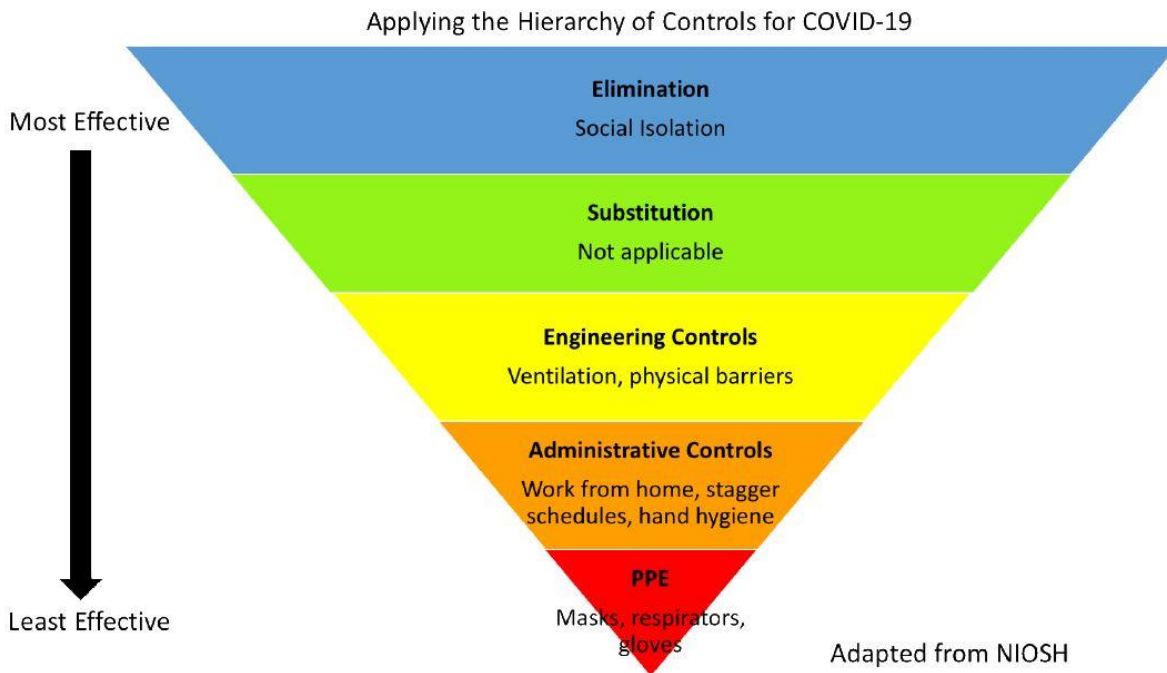 Applying the Hierarchy of Controls for COVID-19
Most Effective
Elimination
Social Isolation
Substitution
Not applicable
Engineering Controls
Ventilation, physical barriers
Administrative Controls
Work from home, stagger
schedules, hand hygiene
PPE
Masks, respirators,
gloves
Least Effective
Adapted from NIOSH